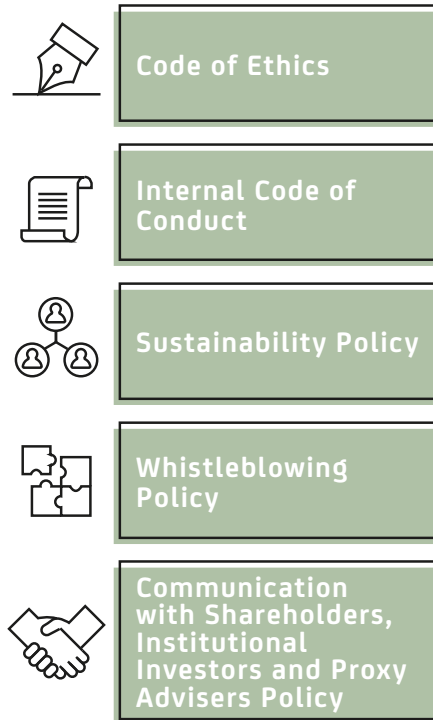 Code of Ethics
Internal Code of
Conduct
Sustainability Policy
Whistleblowing
Policy
Communication
with Shareholders,
Institutional
Investors and Proxy
Advisers Policy